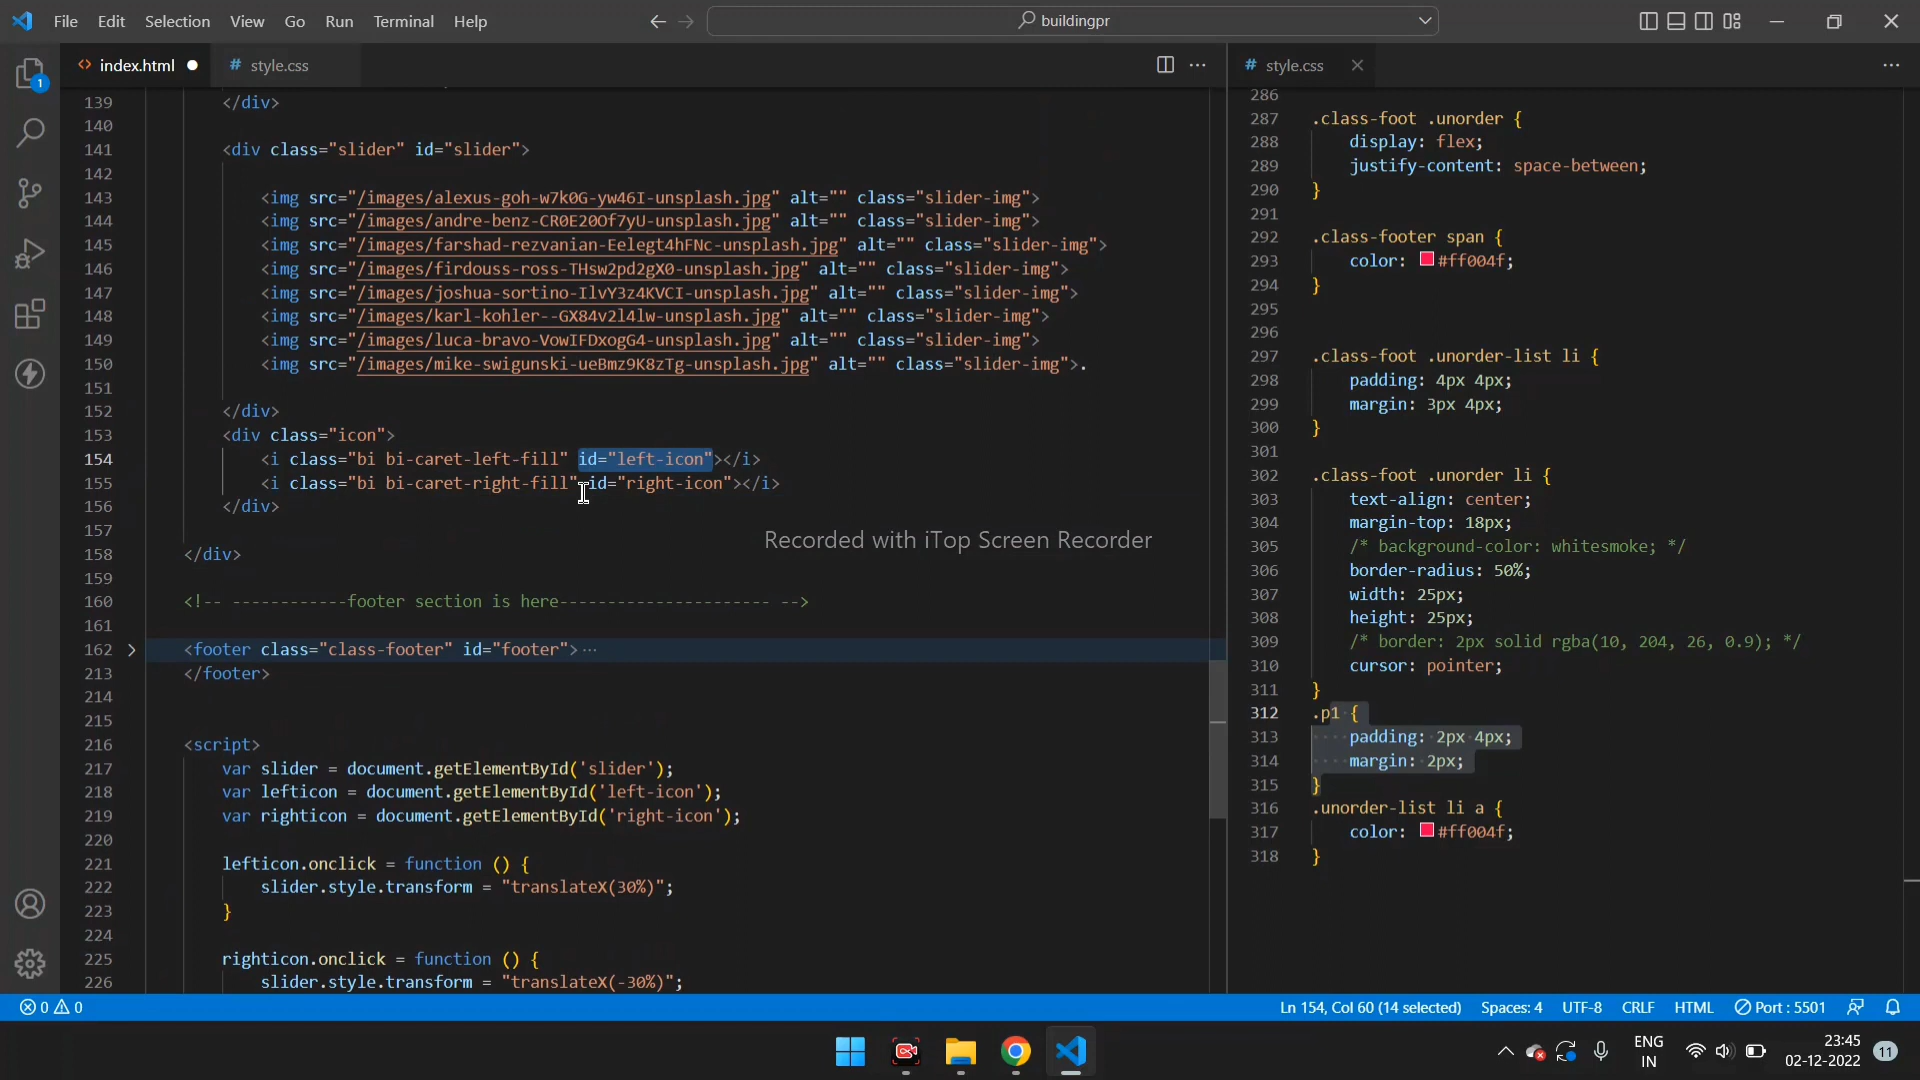 File Edit Selection View Go Run Terminal Help
buildingpr
index.html
style.css
style.css
1
139 </div>
140
141 <div class="slider" id="slider">
142
143 <img src="/images/alexus-goh-w7k0G-yw46I-unsplash.jpg" alt="" class="slider-img">
144 <img src="/images/andre-benz-CR0E20Of7yU-unsplash.jpg" alt="" class="slider-img">
145 <img src="/images/farshad-rezvanian-Eelegt4hFNc-unsplash.jpg" alt="" class="slider-img">
146 <img src="/images/firdouss-ross-THsw2pd2gX0-unsplash.jpg" alt="" class="slider-img">
147 <img src="/images/joshua-sortino-IlvY3z4KVCI-unsplash.jpg" alt="" class="slider-img">
148 <img src="/images/karl-kohler--GX84v2l4lw-unsplash.jpg" alt="" class="slider-img">
149 <img src="/images/luca-bravo-VowIFDxogG4-unsplash.jpg" alt="" class="slider-img">
150 <img src="/images/mike-swigunski-ueBmz9K8zTg-unsplash.jpg" alt="" class="slider-img">.
151
152 </div>
153 <div class="icon">
154 <i class="bi bi-caret-left-fill" id="left-icon"></i>
155 <i class="bi bi-caret-right-fill" id="right-icon"></i>
156 </div>
157
158 </div>
159
160 <!-- ------------footer section is here---------------------- -->
161
162 <footer class="class-footer" id="footer">···
213 </footer>
214
215
216 <script>
217 var slider = document.getElementById('slider');
218 var lefticon = document.getElementById('left-icon');
219 var righticon = document.getElementById('right-icon');
220
221 lefticon.onclick = function () {
222 slider.style.transform = "translateX(30%)";
223 }
224
225 righticon.onclick = function () {
226 slider.style.transform = "translateX(-30%)";
286
287 .class-foot .unorder {
288 display: flex;
289 justify-content: space-between;
290 }
291
292 .class-footer span {
293 color: #ff004f;
294 }
295
296
297 .class-foot .unorder-list li {
298 padding: 4px 4px;
299 margin: 3px 4px;
300 }
301
302 .class-foot .unorder li {
303 text-align: center;
304 margin-top: 18px;
305 /* background-color: whitesmoke; */
306 border-radius: 50%;
307 width: 25px;
308 height: 25px;
309 /* border: 2px solid rgba(10, 204, 26, 0.9); */
310 cursor: pointer;
311 }
312 .p1 {
313 padding: 2px 4px;
314 margin: 2px;
315 }
316 .unorder-list li a {
317 color: #ff004f;
318 }
Recorded with iTop Screen Recorder
0 0
Ln 154, Col 60 (14 selected) Spaces: 4 UTF-8 CRLF HTML Port : 5501
ENG
IN
23:45
02-12-2022
11